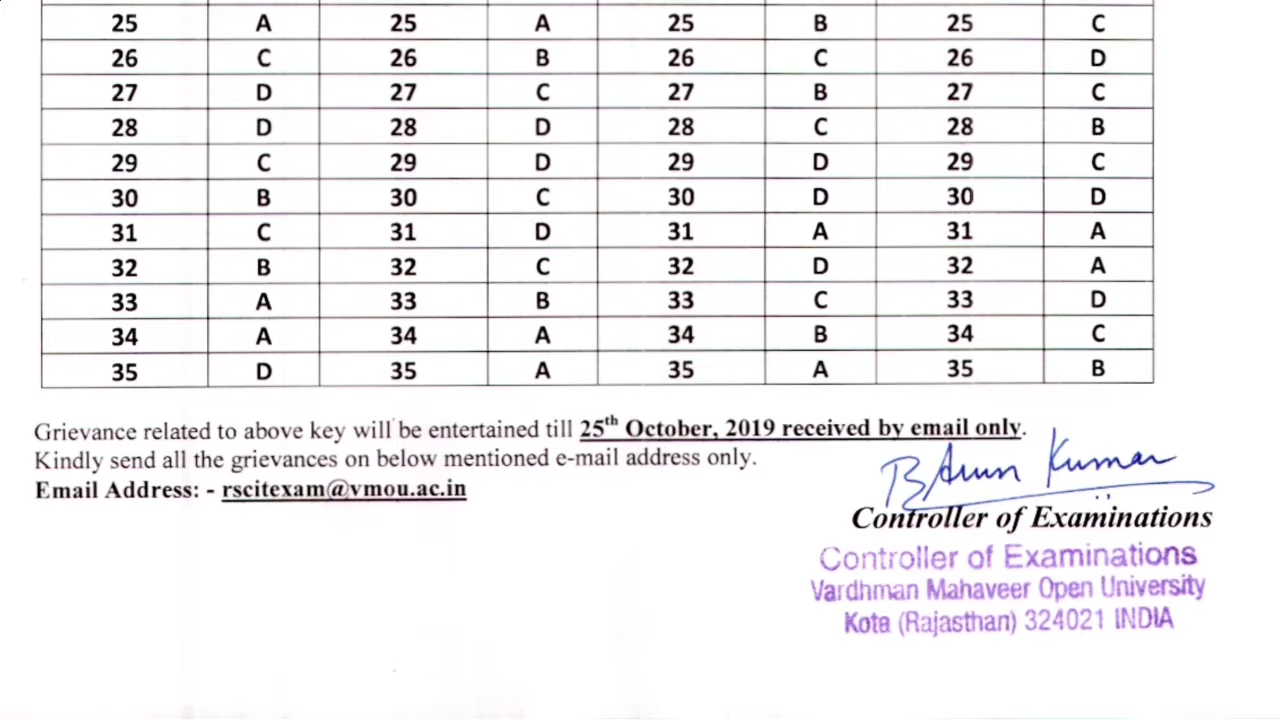 25 A 25 A 25 B 25 C
26 C 26 B 26 C 26 D
27 D 27 C 27 B 27 C
28 D 28 D 28 C 28 B
29 C 29 D 29 D 29 C
30 B 30 C 30 D 30 D
31 C 31 D 31 A 31 A
32 B 32 C 32 D 32 A
33 A 33 B 33 C 33 D
34 A 34 A 34 B 34 C
35 D 35 A 35 A 35 B
Grievance related to above key will be entertained till 25th October, 2019 received by email only.
Kindly send all the grievances on below mentioned e-mail address only.
Email Address: - rscitexam@vmou.ac.in
B Arun Kumar
Controller of Examinations
Controller of Examinations
Vardhman Mahaveer Open University
Kota (Rajasthan) 324021 INDIA